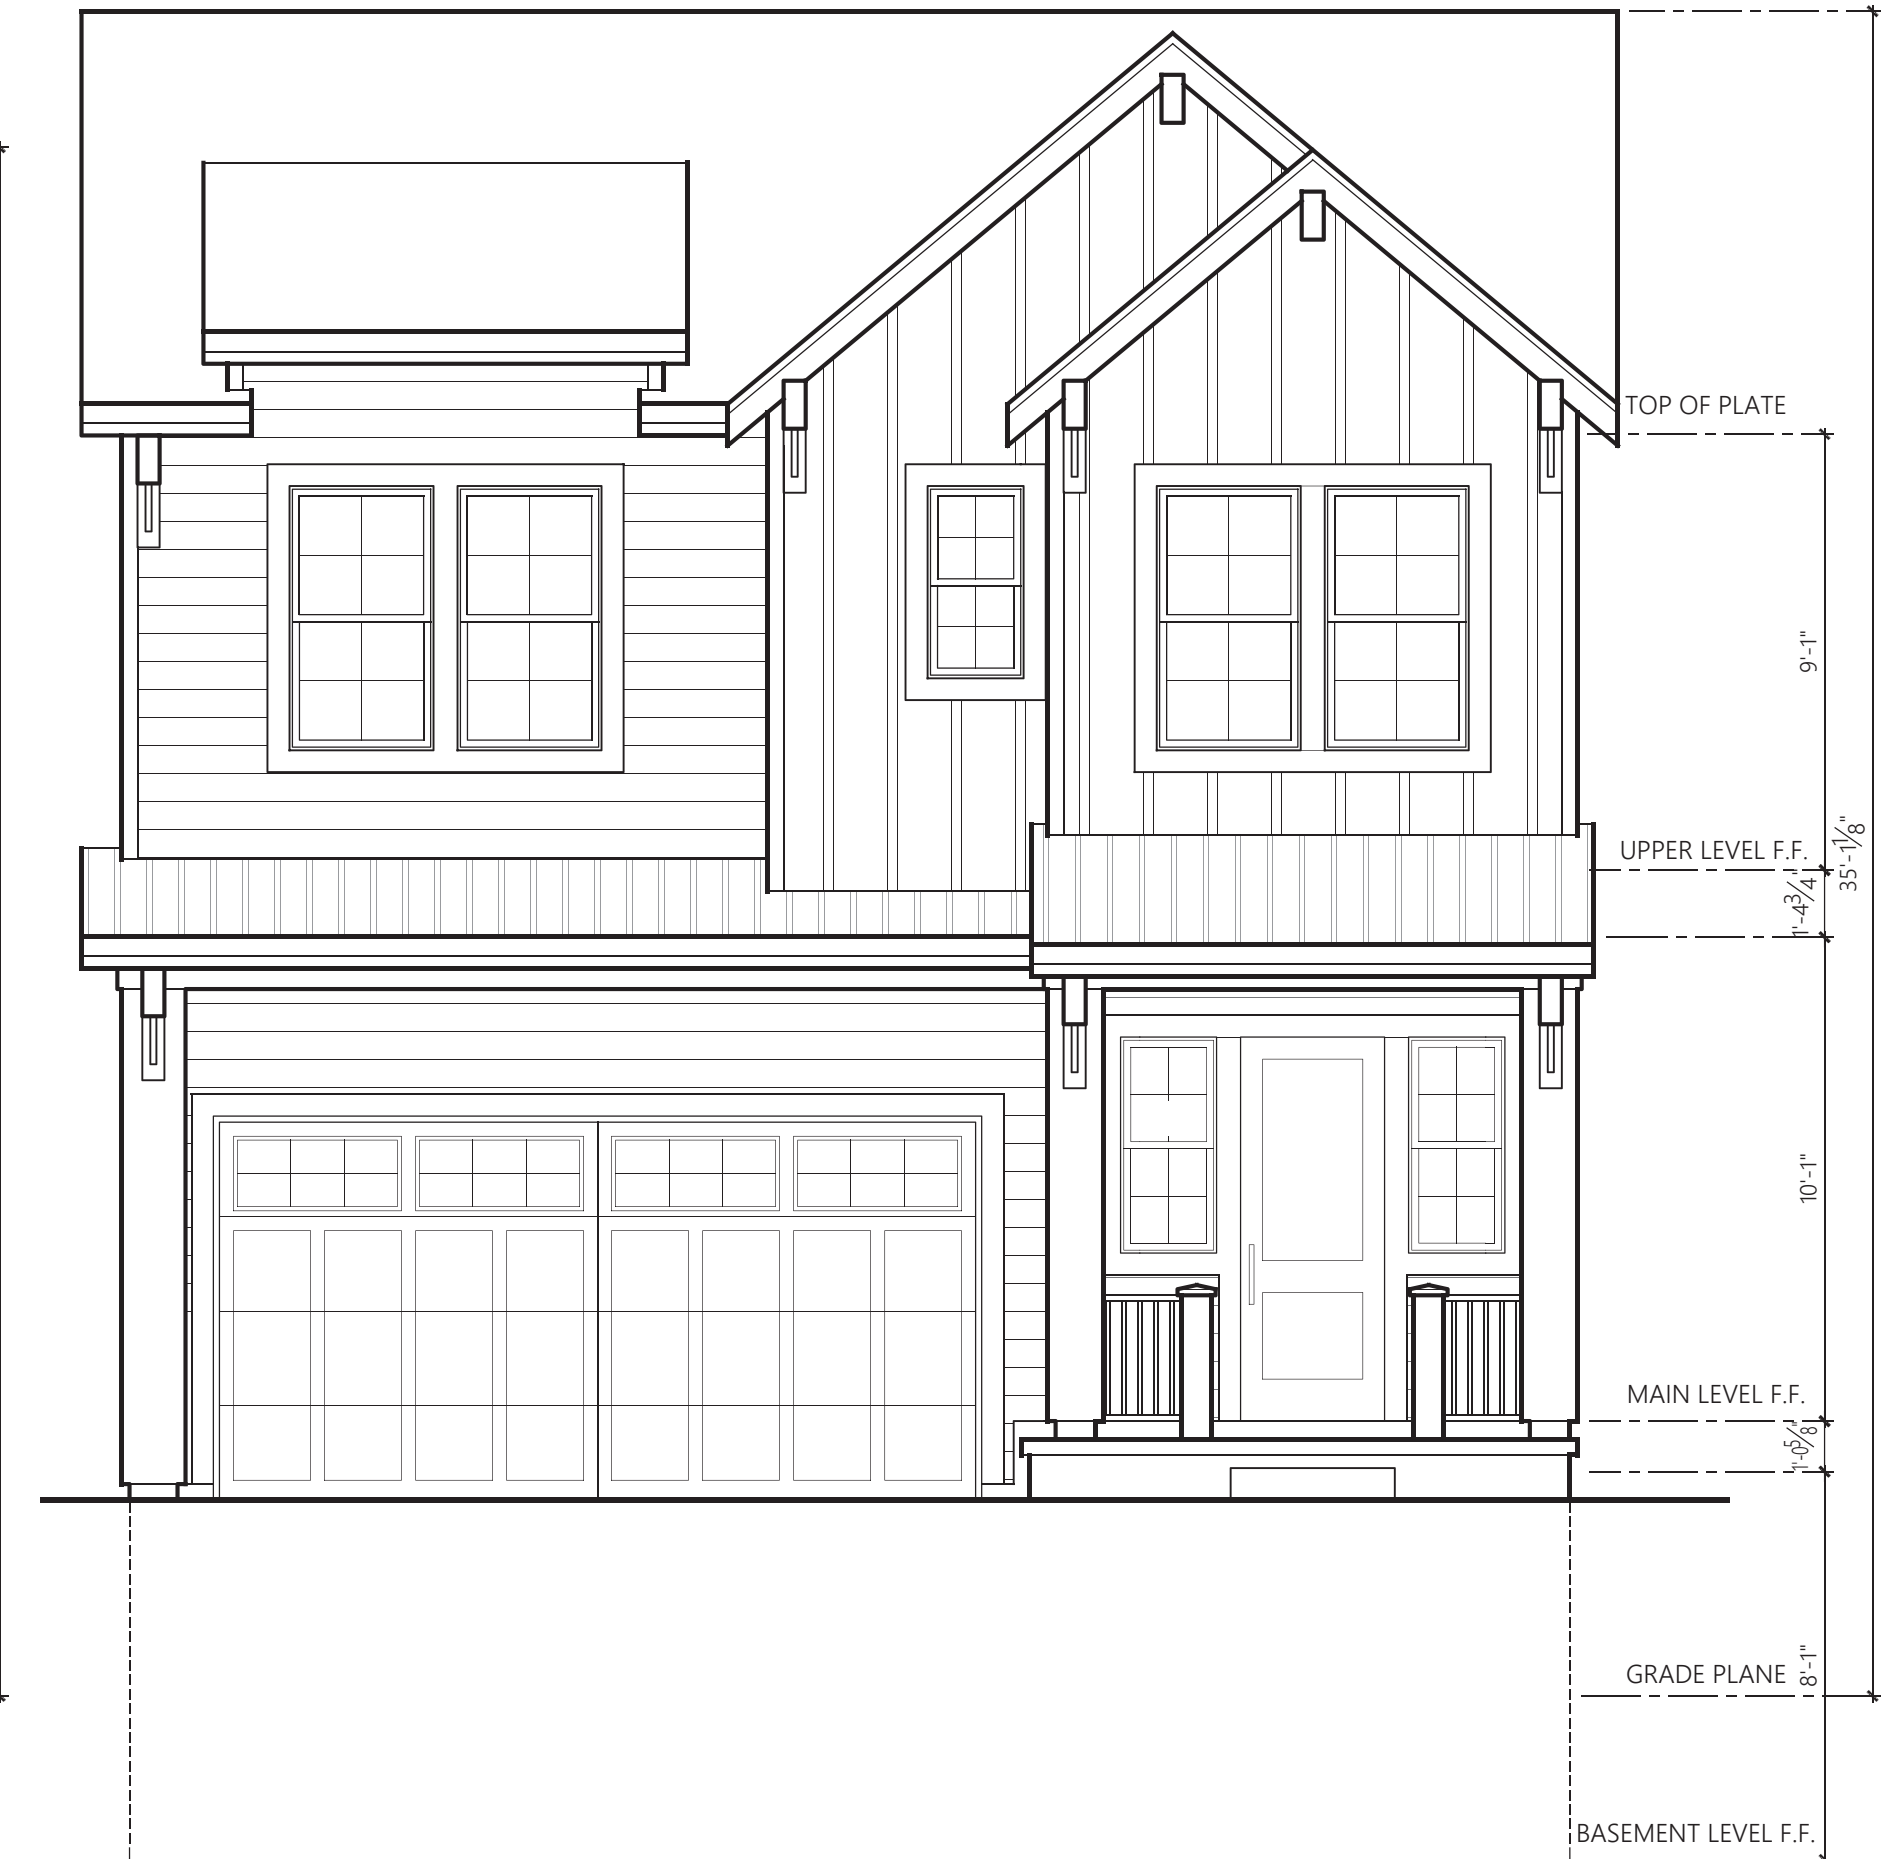 TOP OF PLATE
9'-1"
UPPER LEVEL F.F.
35'-1⅛"
1'-4¾"
10'-1"
MAIN LEVEL F.F.
1'-0⅝"
GRADE PLANE
8'-1"
BASEMENT LEVEL F.F.